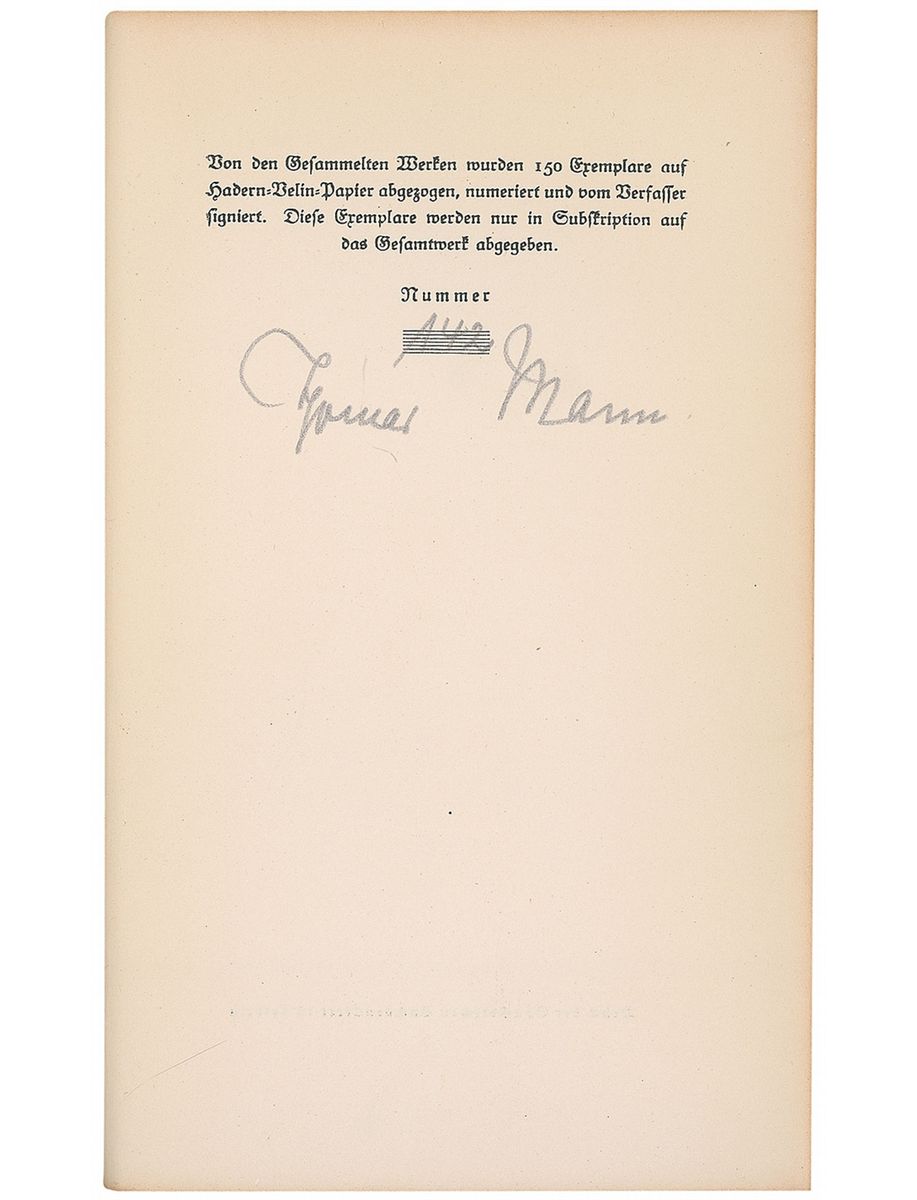 Von den Gesammelten Werken wurden 150 Exemplare auf
Hadern-Velin-Papier abgezogen, numeriert und vom Verfasser
signiert. Diese Exemplare werden nur in Subskription auf
das Gesamtwerk abgegeben.
Nummer
142
Thomas Mann